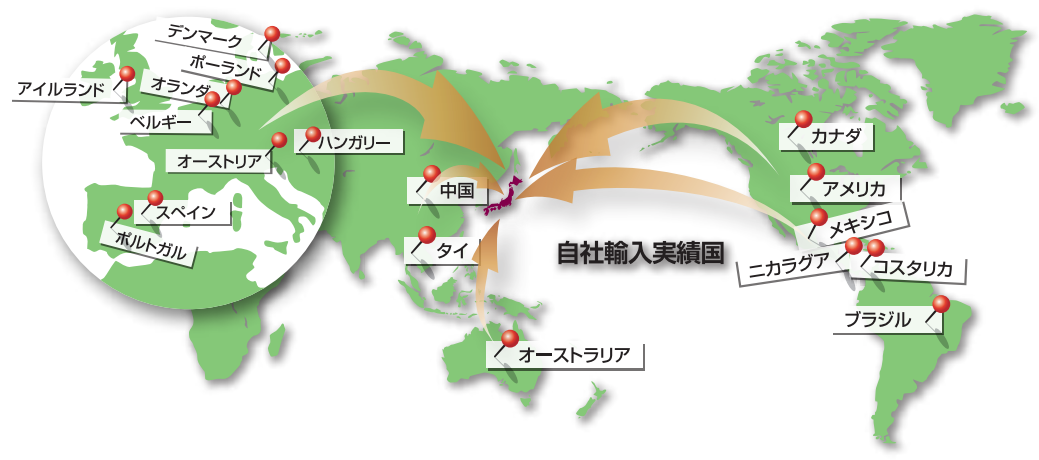 デンマーク
ポーランド
アイルランド
オランダ
ベルギー
オーストリア
ハンガリー
スペイン
ポルトガル
中国
タイ
オーストラリア
自社輸入実績国
カナダ
アメリカ
メキシコ
ニカラグア
コスタリカ
ブラジル